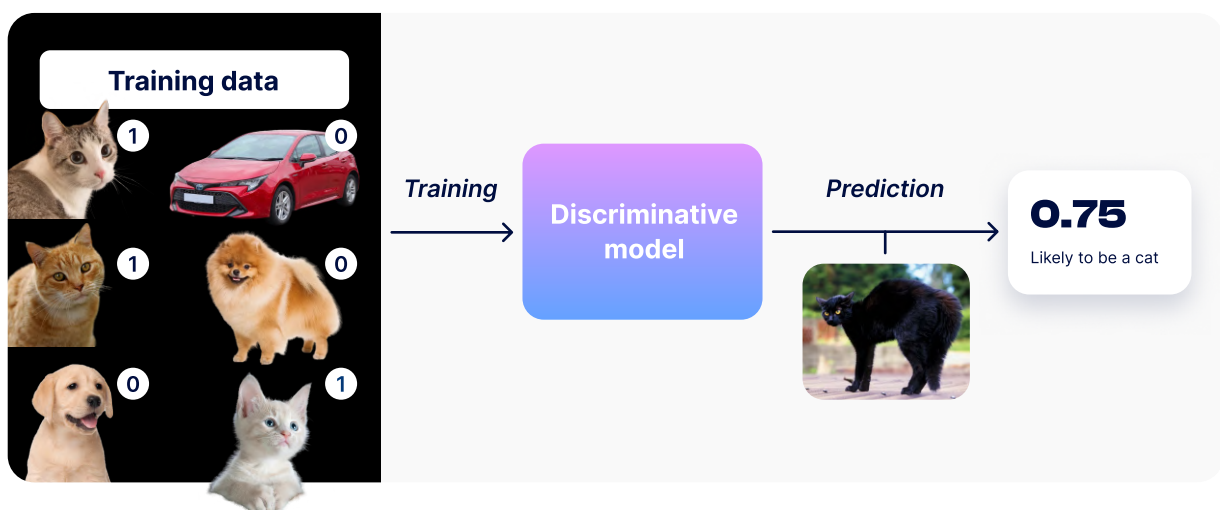 Training data
1
0
1
0
0
1
Training
Discriminative
model
Prediction
0.75
Likely to be a cat